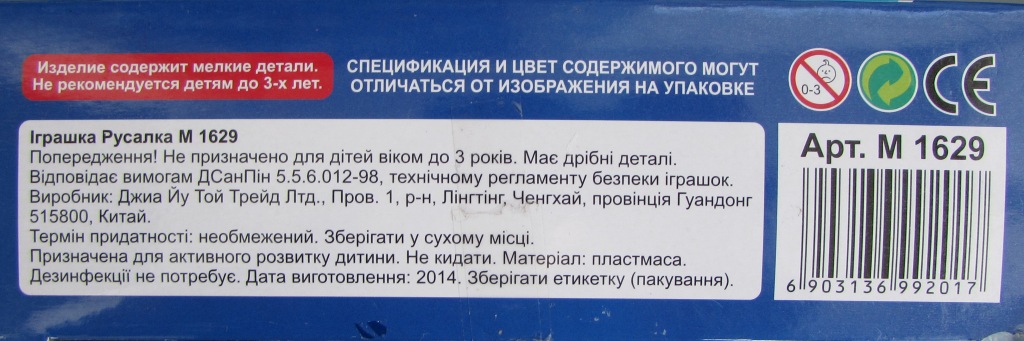 Изделие содержит мелкие детали.
Не рекомендуется детям до 3-х лет.
СПЕЦИФИКАЦИЯ И ЦВЕТ СОДЕРЖИМОГО МОГУТ
ОТЛИЧАТЬСЯ ОТ ИЗОБРАЖЕНИЯ НА УПАКОВКЕ
0-3
CE
Іграшка Русалка М 1629
Попередження! Не призначено для дітей віком до 3 років. Має дрібні деталі.
Відповідає вимогам ДСанПін 5.5.6.012-98, технічному регламенту безпеки іграшок.
Виробник: Джиа Йу Той Трейд Лтд., Пров. 1, р-н, Лінгтінг, Ченгхай, провінція Гуандонг
515800, Китай.
Термін придатності: необмежений. Зберігати у сухому місці.
Призначена для активного розвитку дитини. Не кидати. Матеріал: пластмаса.
Дезинфекції не потребує. Дата виготовлення: 2014. Зберігати етикетку (пакування).
Арт. М 1629
6 903136 992017